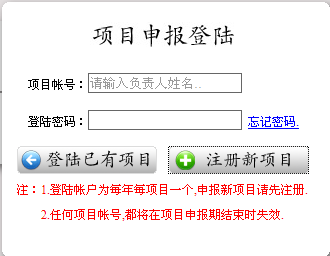 项目申报登陆
项目帐号：请输入负责人姓名..
登陆密码：忘记密码.
登陆已有项目 注册新项目
注：1.登陆帐户为每年每项目一个,申报新项目请先注册.
2.任何项目帐号,都将在项目申报期结束时失效.